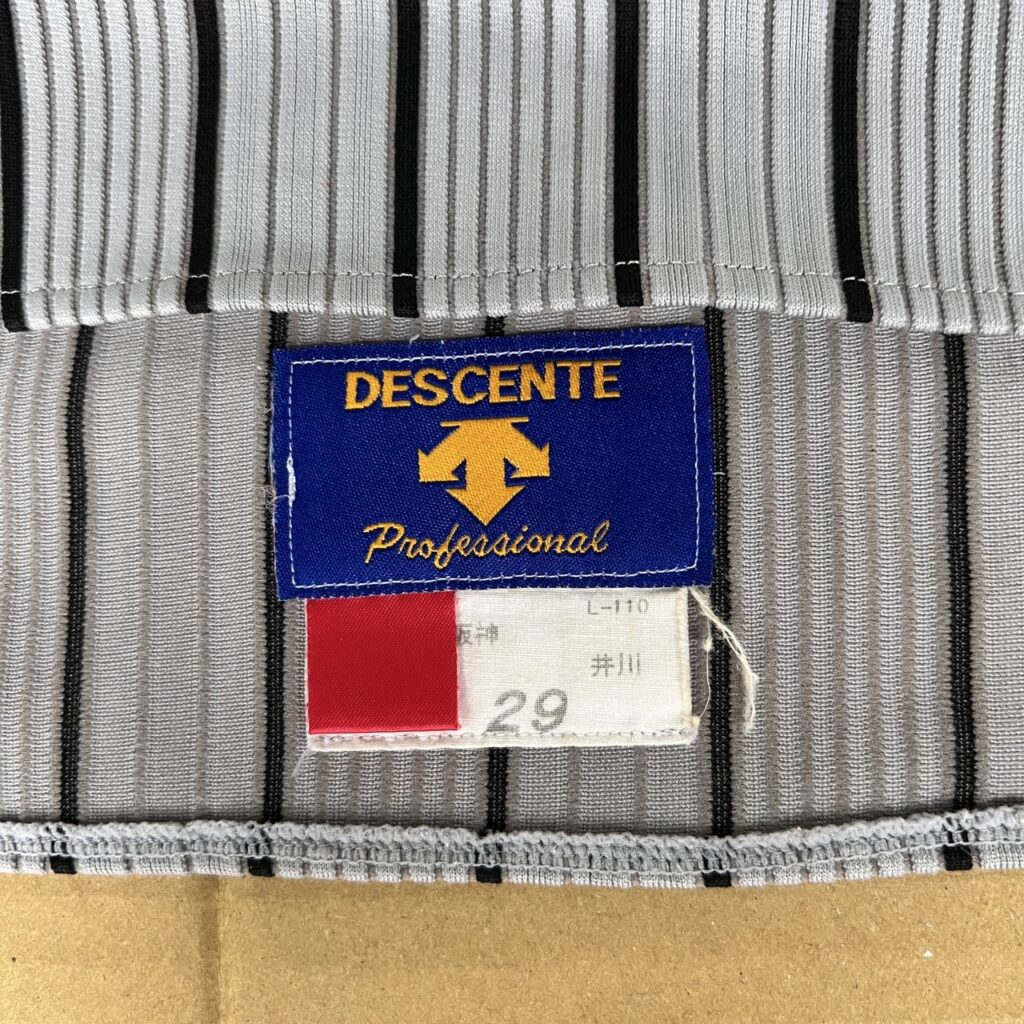 DESCENTE
Professional
L-110
阪神
井川
29